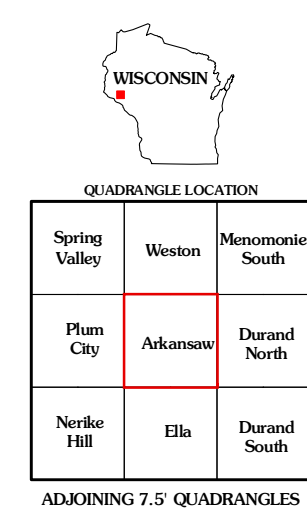 WISCONSIN
QUADRANGLE LOCATION
Spring
Valley
Weston
Menomonie
South
Plum
City
Arkansaw
Durand
North
Nerike
Hill
Ella
Durand
South
ADJOINING 7.5' QUADRANGLES